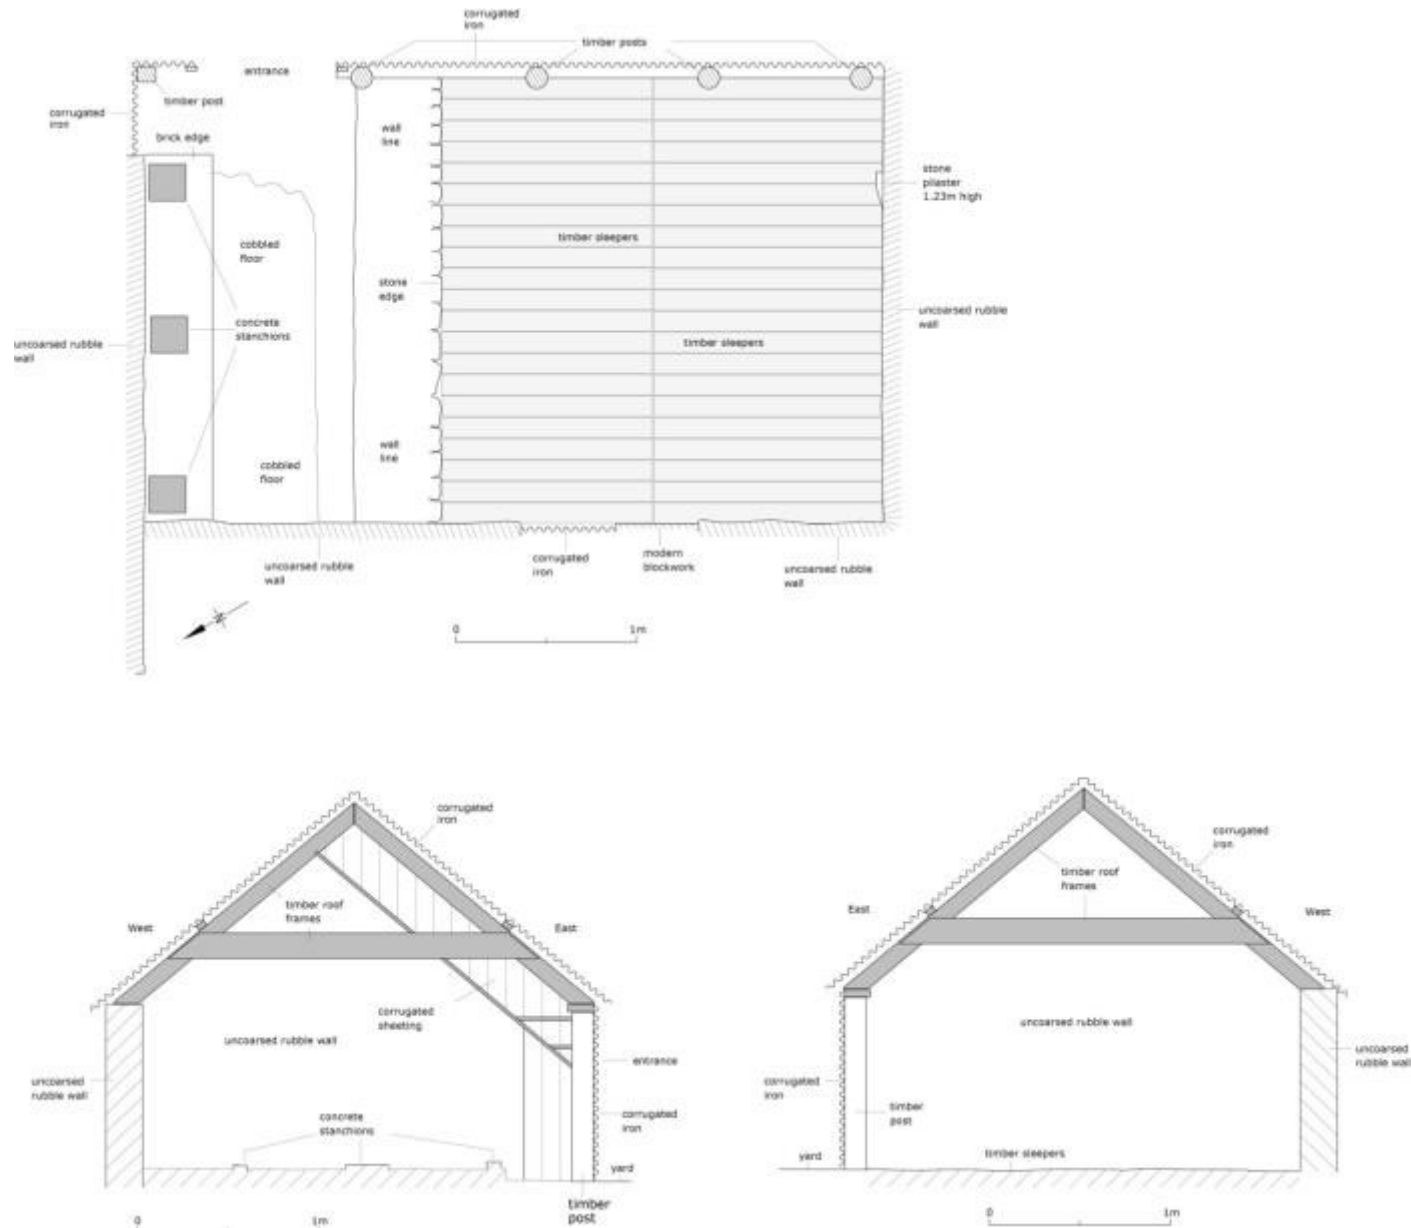 corrugated
iron
timber posts
entrance
timber post
corrugated
iron
brick edge
wall
line
stone
pilaster
1.23m high
timber sleepers
cobbled
floor
stone
edge
uncoarsed rubble
wall
concrete
stanchions
uncoarsed rubble
wall
timber sleepers
wall
line
cobbled
floor
uncoarsed rubble
wall
corrugated
iron
modern
blockwork
uncoarsed rubble
wall
N
0 1m
corrugated
iron
timber roof
frames
West
East
corrugated
sheeting
uncoarsed rubble wall
entrance
uncoarsed
rubble wall
concrete
stanchions
corrugated
iron
yard
timber
post
0 1m
corrugated
iron
timber roof
frames
East
West
uncoarsed rubble wall
uncoarsed
rubble wall
corrugated
iron
timber
post
yard
timber sleepers
0 1m